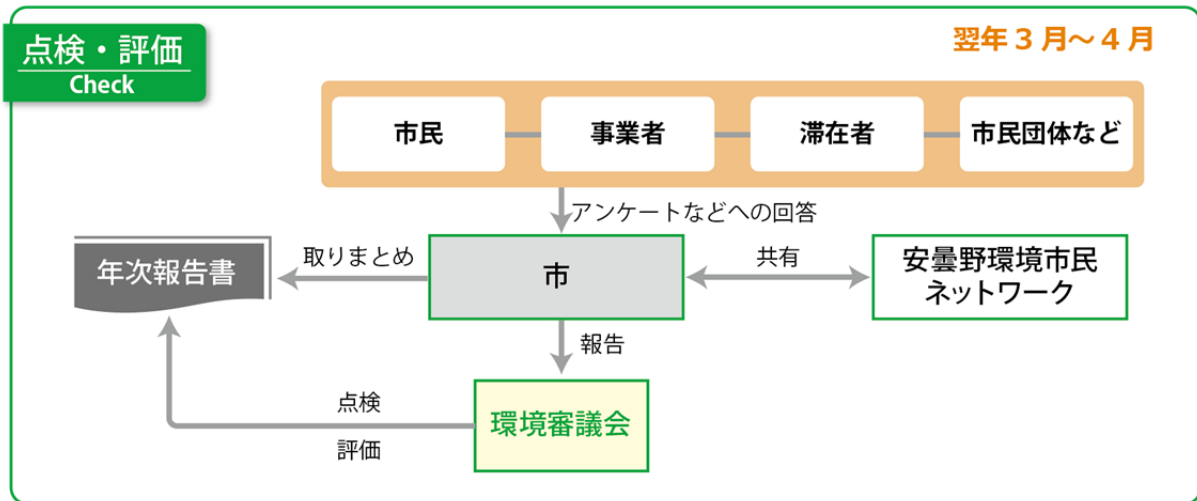 点検・評価
Check
翌年3月～4月
市民
事業者
滞在者
市民団体など
アンケートなどへの回答
年次報告書
取りまとめ
市
共有
安曇野環境市民
ネットワーク
報告
点検
評価
環境審議会